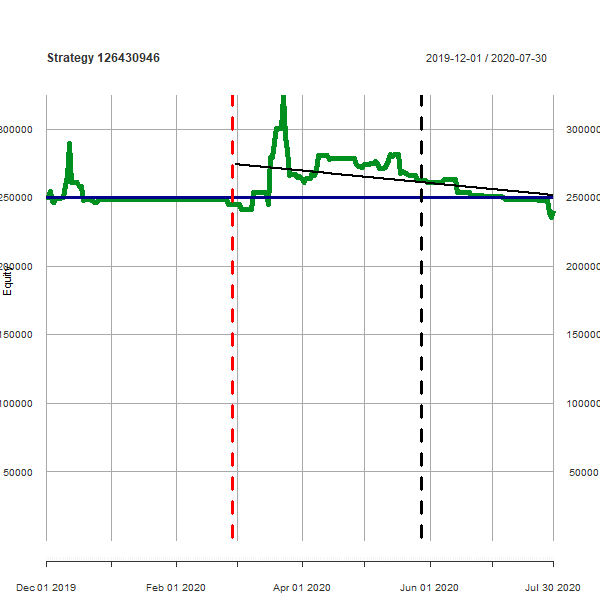 Strategy 126430946
2019-12-01 / 2020-07-30
300000
300000
250000
250000
200000
200000
Equity
150000
150000
100000
100000
50000
50000
Dec 01 2019
Feb 01 2020
Apr 01 2020
Jun 01 2020
Jul 30 2020